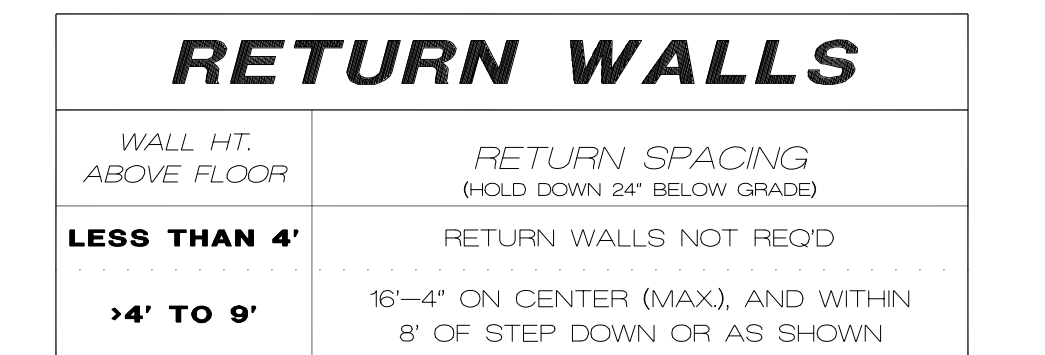 RETURN WALLS
WALL HT.
ABOVE FLOOR
RETURN SPACING
(HOLD DOWN 24" BELOW GRADE)
LESS THAN 4'
RETURN WALLS NOT REQ'D
>4' TO 9'
16'-4" ON CENTER (MAX.), AND WITHIN
8' OF STEP DOWN OR AS SHOWN